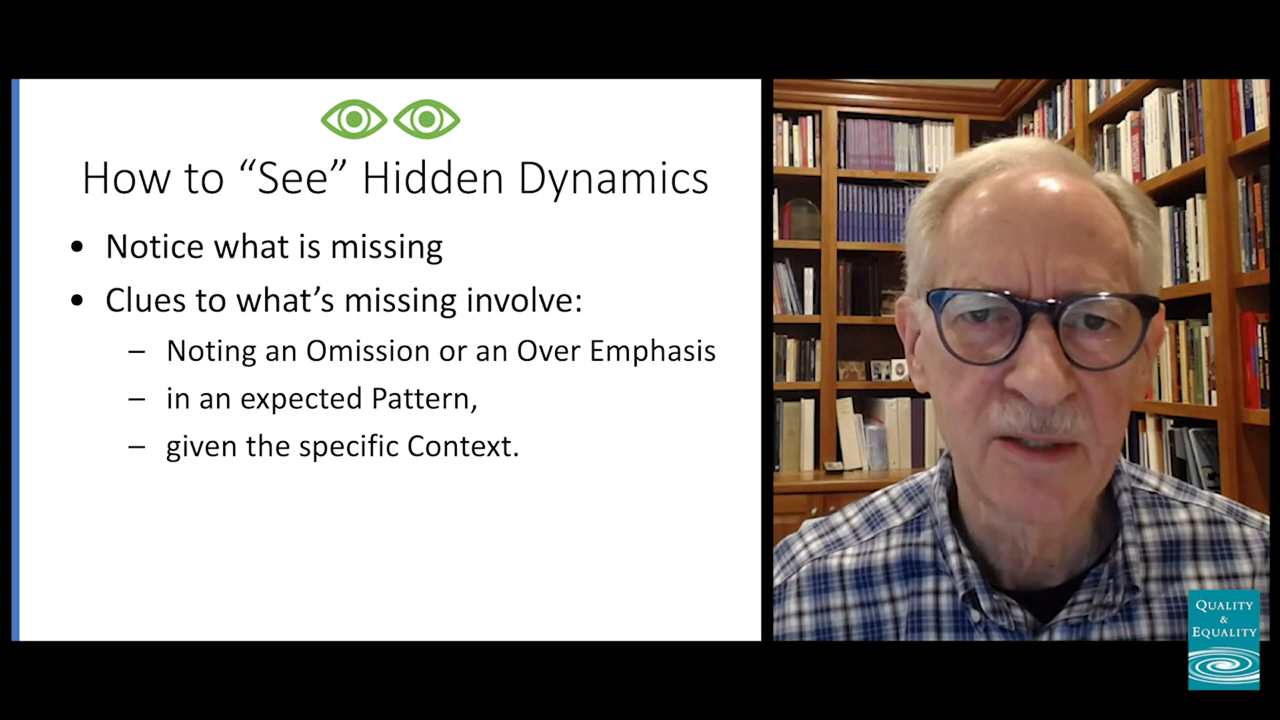 How to “See” Hidden Dynamics
• Notice what is missing
• Clues to what’s missing involve:
– Noting an Omission or an Over Emphasis
– in an expected Pattern,
– given the specific Context.
QUALITY
&
EQUALITY